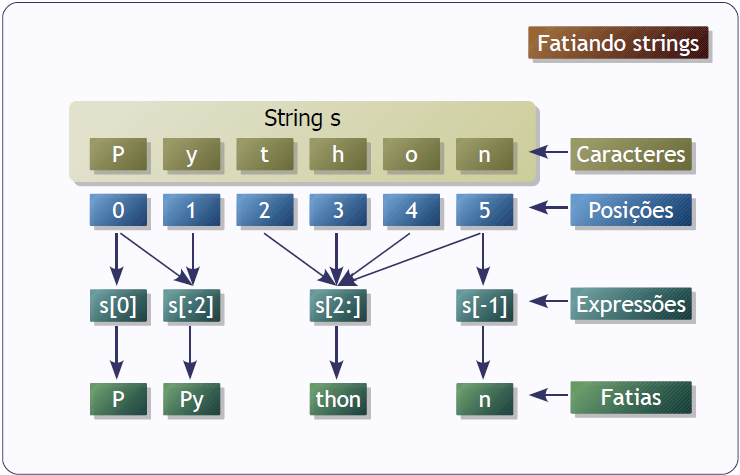 Fatiando strings
String s
P y t h o n Caracteres
0 1 2 3 4 5 Posições
s[0] s[:2] s[2:] s[-1] Expressões
P Py thon n Fatias